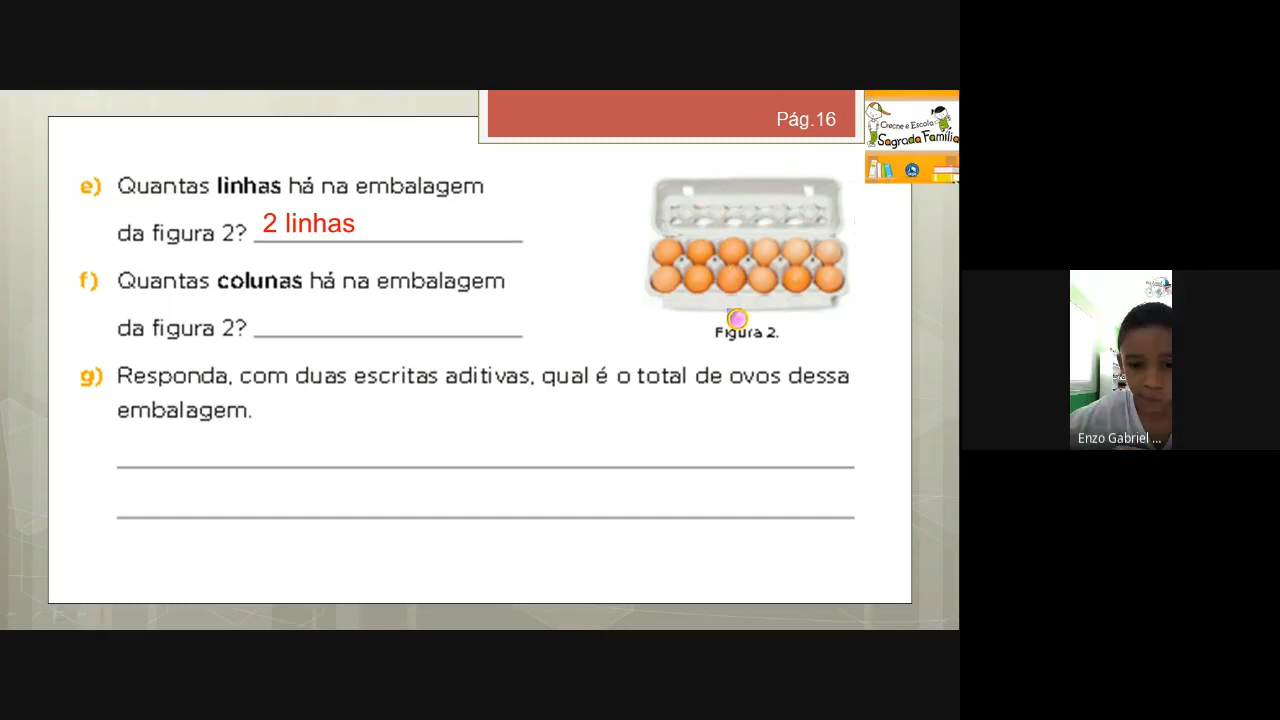 Pág.16
Creche e Escola
Sagrada Família
e) Quantas linhas há na embalagem
da figura 2? 2 linhas
f) Quantas colunas há na embalagem
da figura 2?
Figura 2.
g) Responda, com duas escritas aditivas, qual é o total de ovos dessa
embalagem.
Enzo Gabriel ...